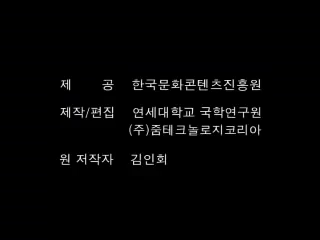 제 공 한국문화콘텐츠진흥원
제작/편집 연세대학교 국학연구원
(주)줌테크놀로지코리아
원 저작자 김인회